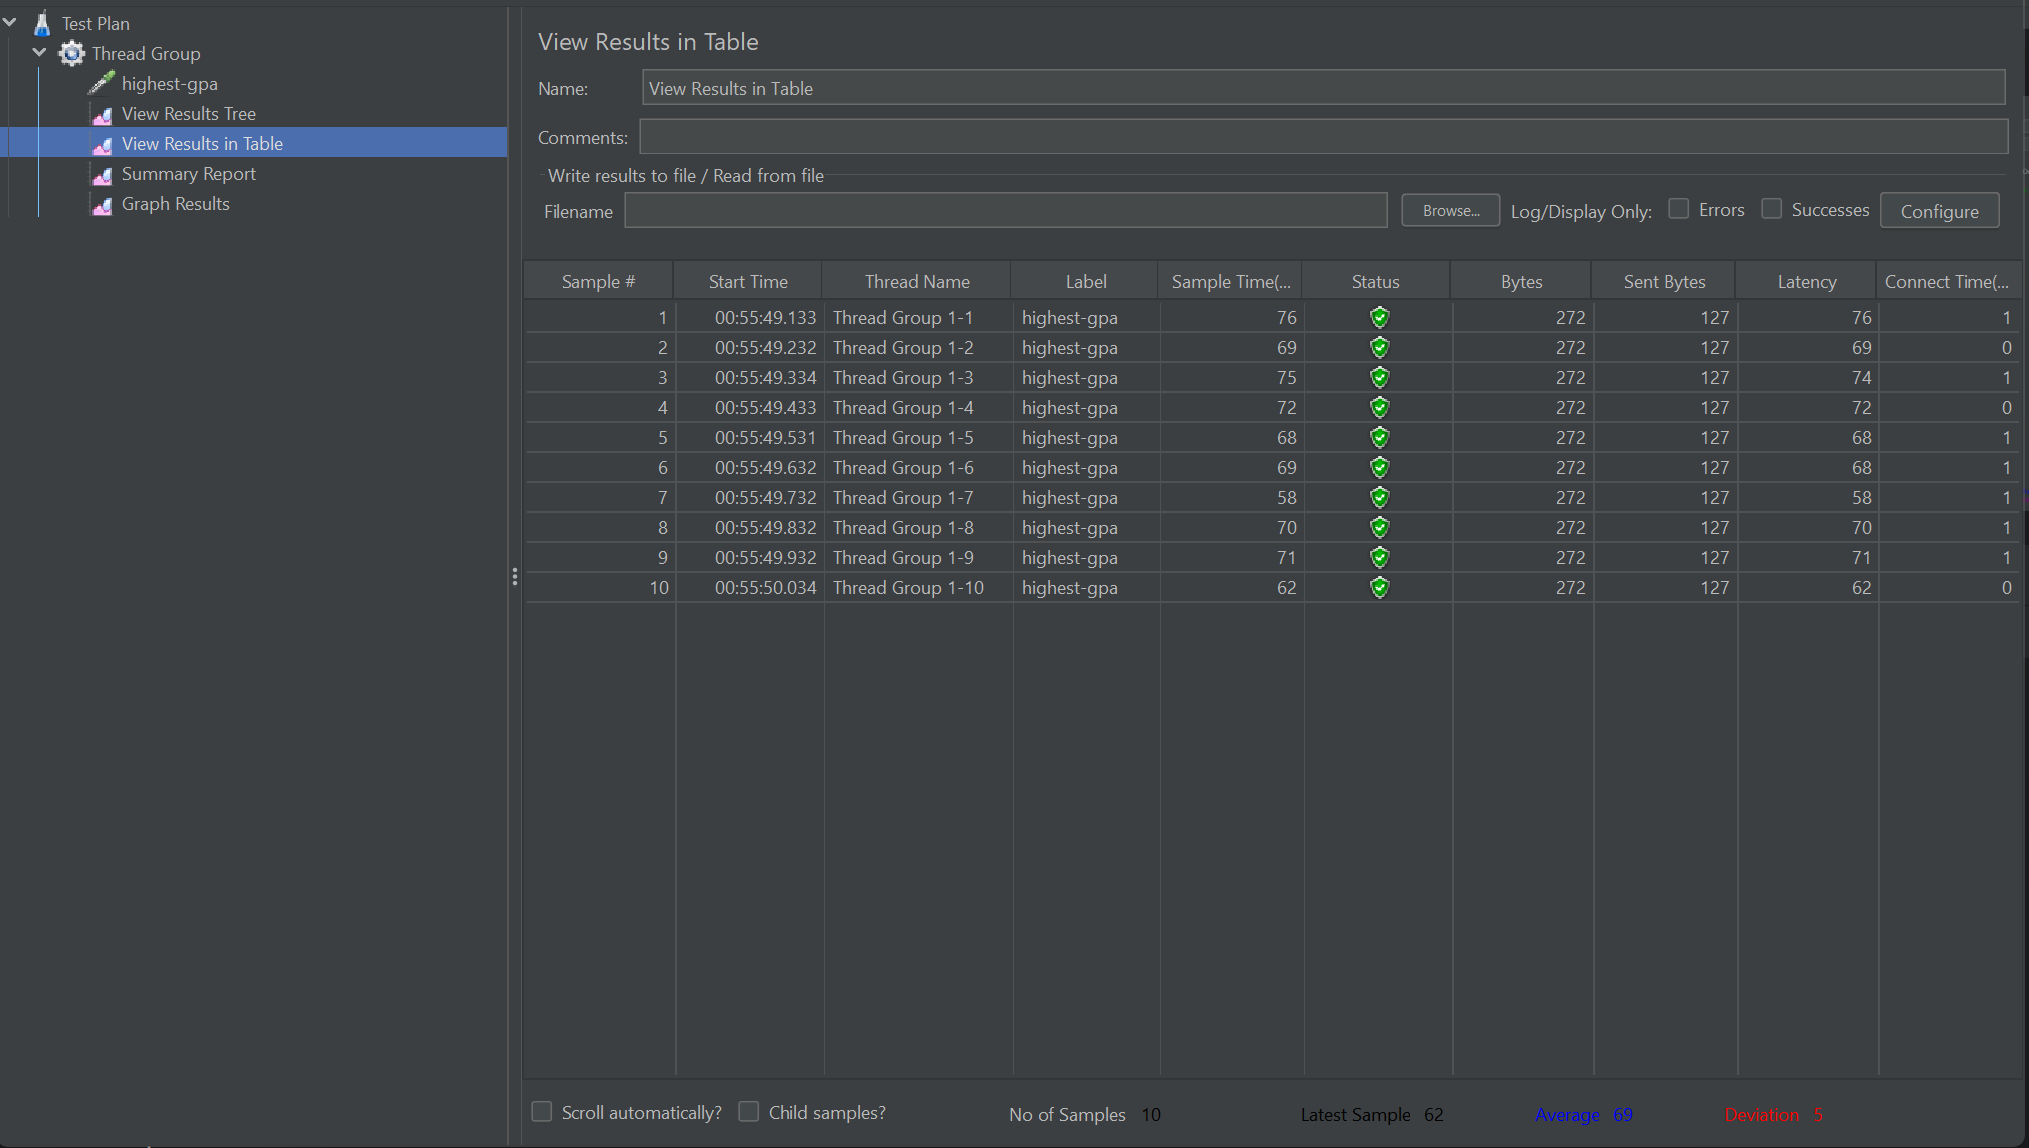 Test Plan
Thread Group
highest-gpa
View Results Tree
View Results in Table
Summary Report
Graph Results
View Results in Table
Name: View Results in Table
Comments:
Write results to file / Read from file
Filename Browse... Log/Display Only: Errors Successes Configure
Sample # Start Time Thread Name Label Sample Time(... Status Bytes Sent Bytes Latency Connect Time(...
1 00:55:49.133 Thread Group 1-1 highest-gpa 76 272 127 76 1
2 00:55:49.232 Thread Group 1-2 highest-gpa 69 272 127 69 0
3 00:55:49.334 Thread Group 1-3 highest-gpa 75 272 127 74 1
4 00:55:49.433 Thread Group 1-4 highest-gpa 72 272 127 72 0
5 00:55:49.531 Thread Group 1-5 highest-gpa 68 272 127 68 1
6 00:55:49.632 Thread Group 1-6 highest-gpa 69 272 127 68 1
7 00:55:49.732 Thread Group 1-7 highest-gpa 58 272 127 58 1
8 00:55:49.832 Thread Group 1-8 highest-gpa 70 272 127 70 1
9 00:55:49.932 Thread Group 1-9 highest-gpa 71 272 127 71 1
10 00:55:50.034 Thread Group 1-10 highest-gpa 62 272 127 62 0
Scroll automatically? Child samples? No of Samples 10 Latest Sample 62 Average 69 Deviation 5